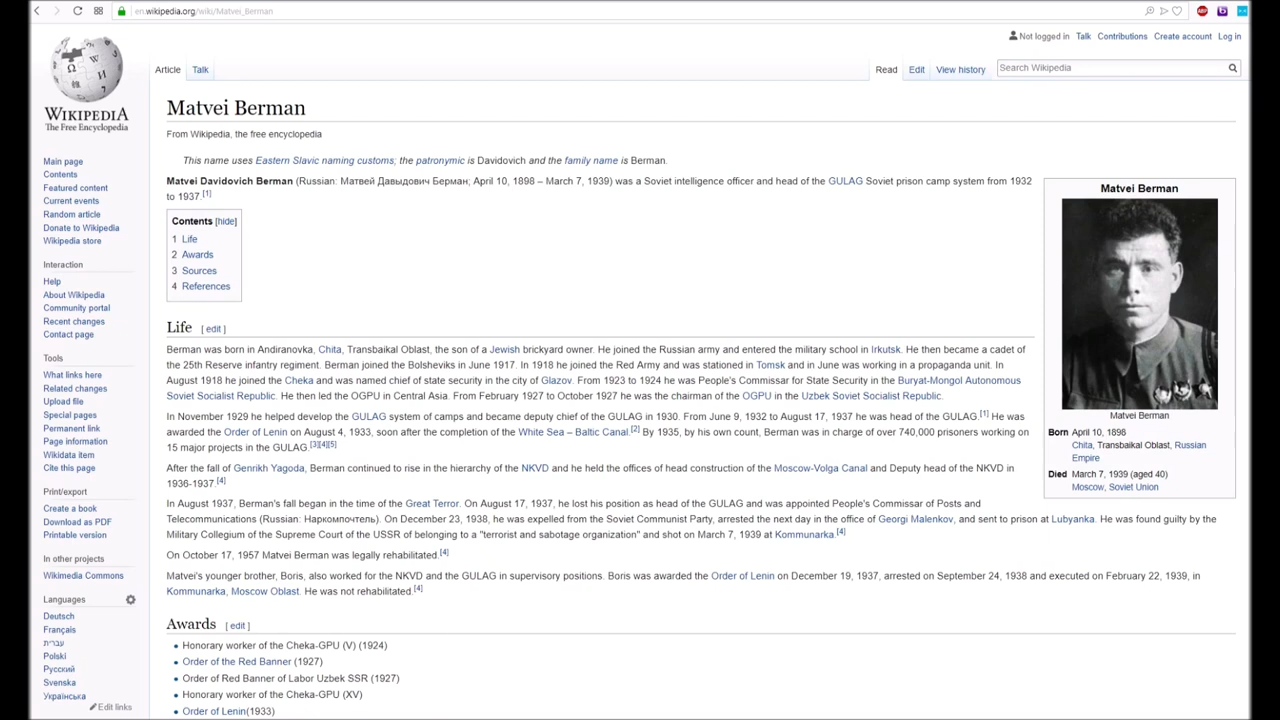 en.wikipedia.org/wiki/Matvei_Berman
ABP
Not logged in Talk Contributions Create account Log in
Article Talk
Read Edit View history Search Wikipedia
WIKIPEDIA
The Free Encyclopedia
Main page
Contents
Featured content
Current events
Random article
Donate to Wikipedia
Wikipedia store
Interaction
Help
About Wikipedia
Community portal
Recent changes
Contact page
Tools
What links here
Related changes
Upload file
Special pages
Permanent link
Page information
Wikidata item
Cite this page
Print/export
Create a book
Download as PDF
Printable version
In other projects
Wikimedia Commons
Languages
Deutsch
Français
עברית
Polski
Русский
Svenska
Українська
Edit links
Matvei Berman
From Wikipedia, the free encyclopedia
This name uses Eastern Slavic naming customs; the patronymic is Davidovich and the family name is Berman.
Matvei Davidovich Berman (Russian: Матвей Давыдович Берман; April 10, 1898 – March 7, 1939) was a Soviet intelligence officer and head of the GULAG Soviet prison camp system from 1932
to 1937.[1]
Contents [hide]
1 Life
2 Awards
3 Sources
4 References
Life [ edit ]
Berman was born in Andiranovka, Chita, Transbaikal Oblast, the son of a Jewish brickyard owner. He joined the Russian army and entered the military school in Irkutsk. He then became a cadet of
the 25th Reserve infantry regiment. Berman joined the Bolsheviks in June 1917. In 1918 he joined the Red Army and was stationed in Tomsk and in June was working in a propaganda unit. In
August 1918 he joined the Cheka and was named chief of state security in the city of Glazov. From 1923 to 1924 he was People's Commissar for State Security in the Buryat-Mongol Autonomous
Soviet Socialist Republic. He then led the OGPU in Central Asia. From February 1927 to October 1927 he was the chairman of the OGPU in the Uzbek Soviet Socialist Republic.
In November 1929 he helped develop the GULAG system of camps and became deputy chief of the GULAG in 1930. From June 9, 1932 to August 17, 1937 he was head of the GULAG.[1] He was
awarded the Order of Lenin on August 4, 1933, soon after the completion of the White Sea – Baltic Canal.[2] By 1935, by his own count, Berman was in charge of over 740,000 prisoners working on
15 major projects in the GULAG.[3][4][5]
After the fall of Genrikh Yagoda, Berman continued to rise in the hierarchy of the NKVD and he held the offices of head construction of the Moscow-Volga Canal and Deputy head of the NKVD in
1936-1937.[4]
In August 1937, Berman's fall began in the time of the Great Terror. On August 17, 1937, he lost his position as head of the GULAG and was appointed People's Commissar of Posts and
Telecommunications (Russian: Наркомпочтель). On December 23, 1938, he was expelled from the Soviet Communist Party, arrested the next day in the office of Georgi Malenkov, and sent to prison at Lubyanka. He was found guilty by the
Military Collegium of the Supreme Court of the USSR of belonging to a "terrorist and sabotage organization" and shot on March 7, 1939 at Kommunarka.[4]
On October 17, 1957 Matvei Berman was legally rehabilitated.[4]
Matvei's younger brother, Boris, also worked for the NKVD and the GULAG in supervisory positions. Boris was awarded the Order of Lenin on December 19, 1937, arrested on September 24, 1938 and executed on February 22, 1939, in
Kommunarka, Moscow Oblast. He was not rehabilitated.[4]
Awards [ edit ]
Honorary worker of the Cheka-GPU (V) (1924)
Order of the Red Banner (1927)
Order of Red Banner of Labor Uzbek SSR (1927)
Honorary worker of the Cheka-GPU (XV)
Order of Lenin(1933)
Matvei Berman
Matvei Berman
Born April 10, 1898
Chita, Transbaikal Oblast, Russian
Empire
Died March 7, 1939 (aged 40)
Moscow, Soviet Union